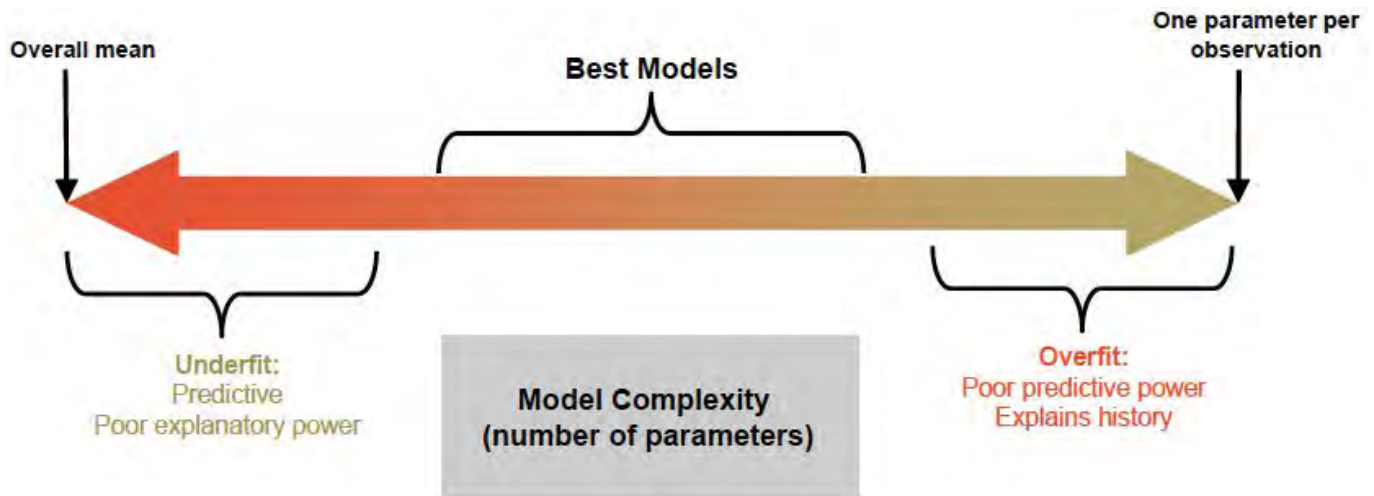 Overall mean
Best Models
One parameter per
observation
Underfit:
Predictive
Poor explanatory power
Model Complexity
(number of parameters)
Overfit:
Poor predictive power
Explains history